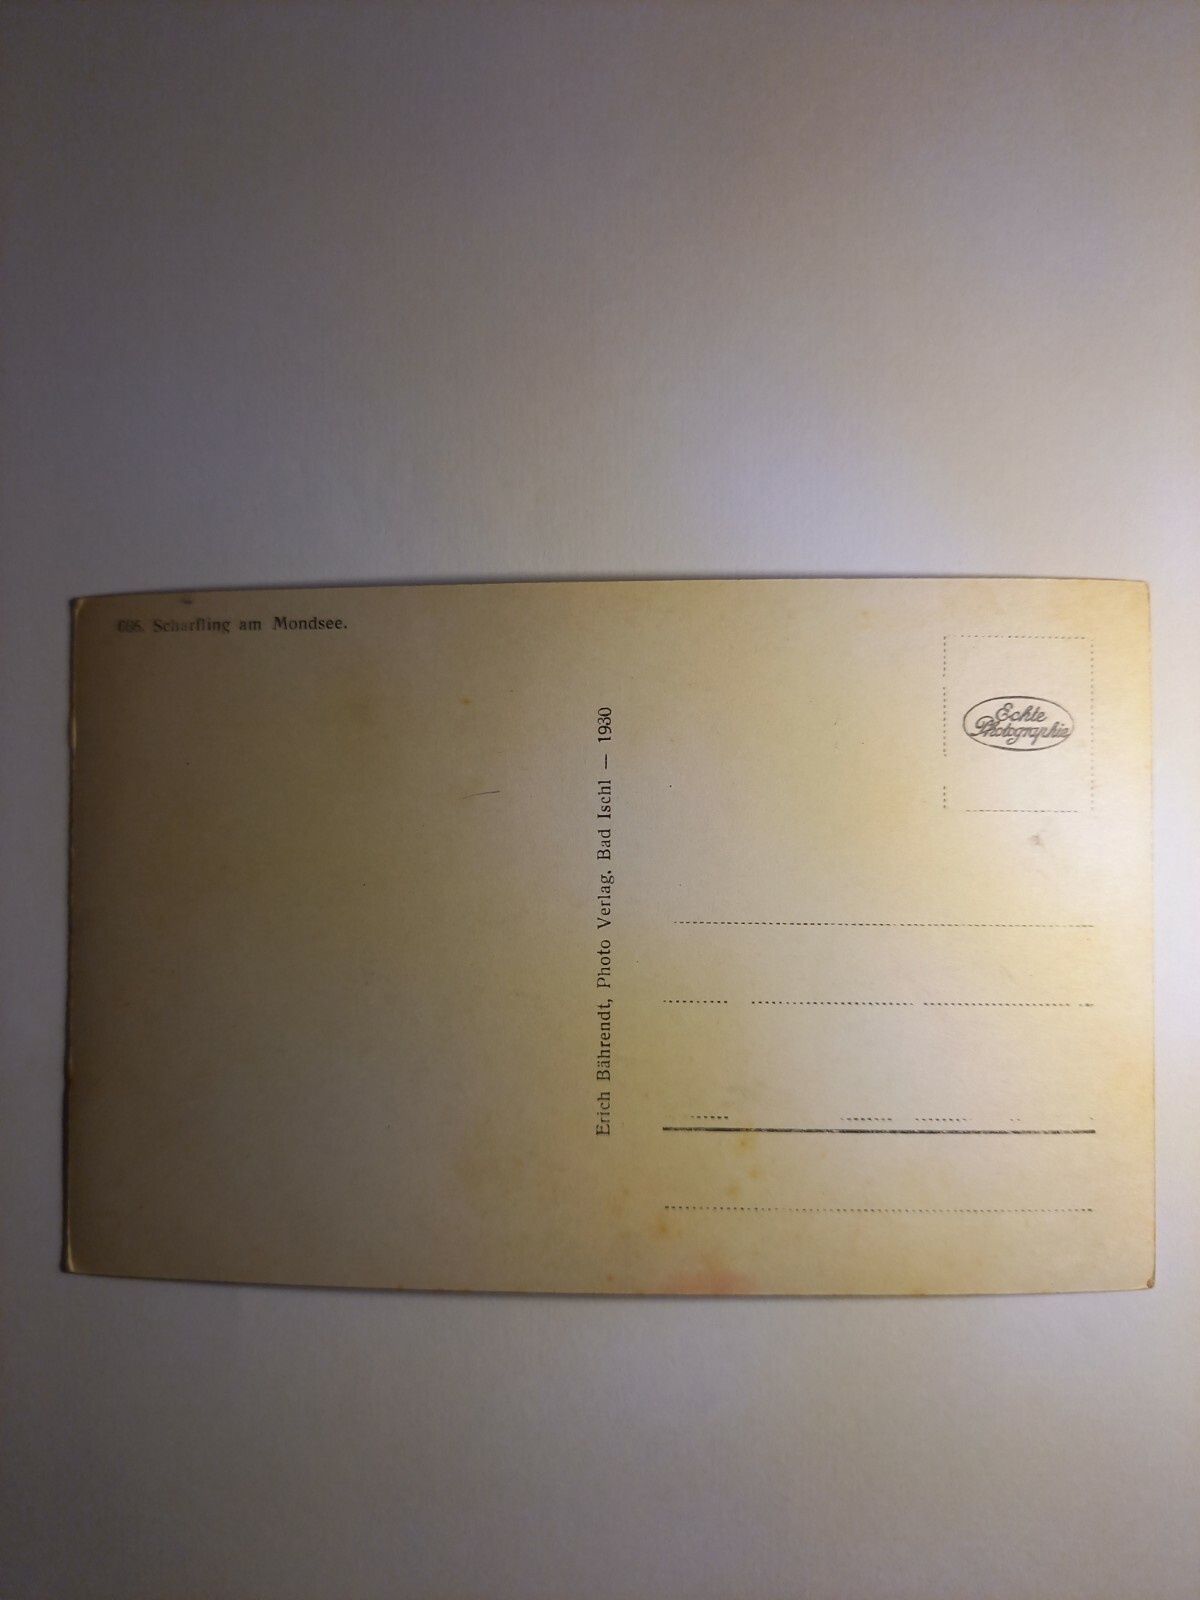 Scharfling am Mondsee.
Erich Bährendt, Photo Verlag, Bad Ischl — 1930
Echte
Photographie